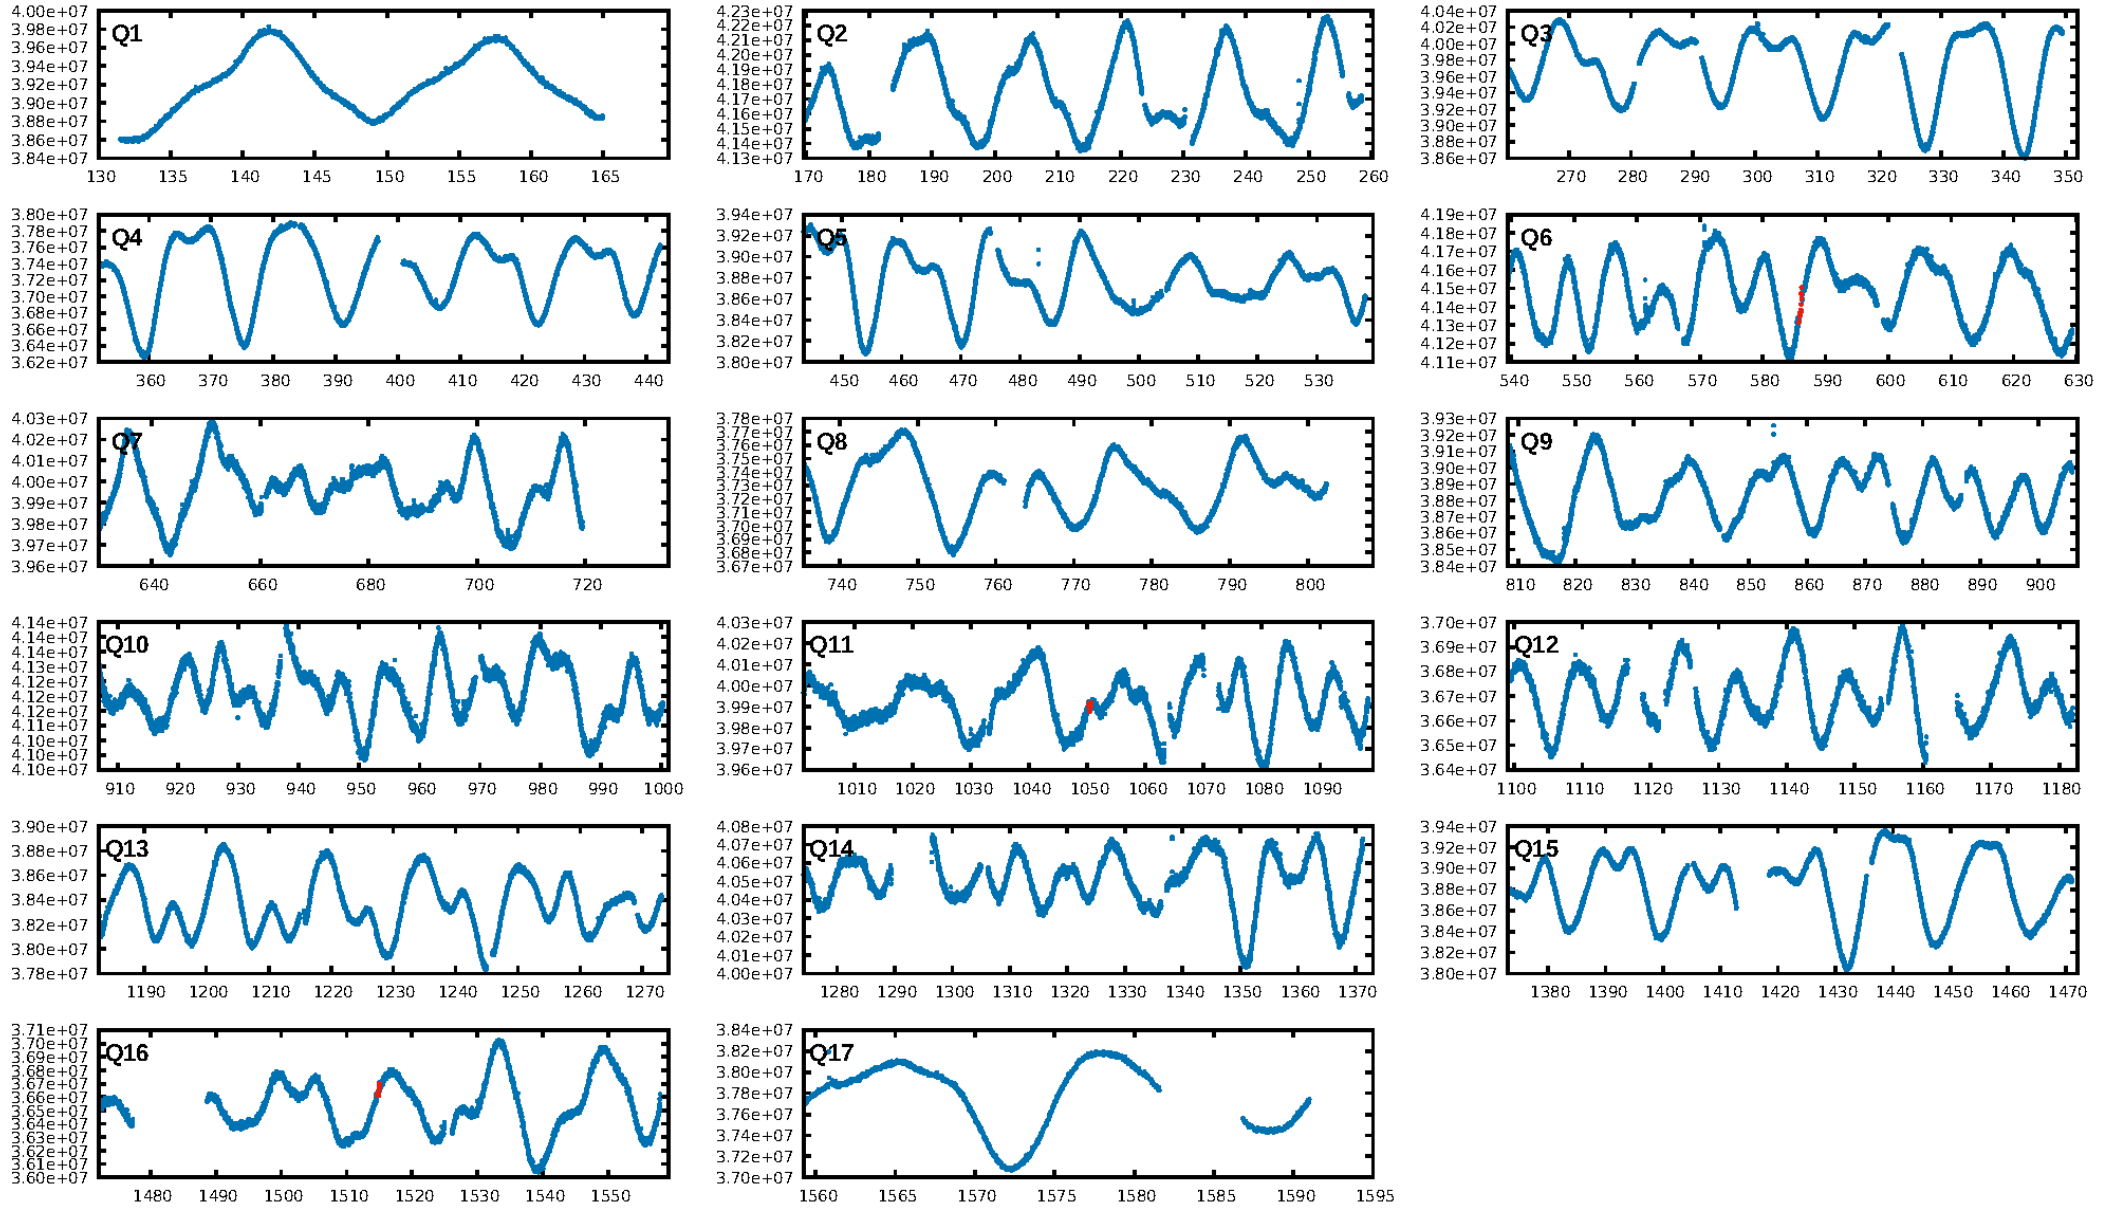 Q1
4.00e+07
3.98e+07
3.96e+07
3.94e+07
3.92e+07
3.90e+07
3.88e+07
3.86e+07
3.84e+07
130 135 140 145 150 155 160 165
Q2
4.23e+07
4.21e+07
4.19e+07
4.17e+07
4.15e+07
4.13e+07
170 180 190 200 210 220 230 240 250 260
Q3
4.04e+07
4.02e+07
4.00e+07
3.98e+07
3.96e+07
3.94e+07
3.92e+07
3.90e+07
3.88e+07
3.86e+07
270 280 290 300 310 320 330 340 350
Q4
3.80e+07
3.78e+07
3.76e+07
3.74e+07
3.72e+07
3.70e+07
3.68e+07
3.66e+07
3.64e+07
3.62e+07
360 370 380 390 400 410 420 430 440
Q5
3.94e+07
3.92e+07
3.90e+07
3.88e+07
3.86e+07
3.84e+07
3.82e+07
3.80e+07
450 460 470 480 490 500 510 520 530
Q6
4.19e+07
4.18e+07
4.17e+07
4.16e+07
4.15e+07
4.14e+07
4.13e+07
4.12e+07
4.11e+07
540 550 560 570 580 590 600 610 620 630
Q7
4.03e+07
4.02e+07
4.01e+07
4.00e+07
3.99e+07
3.98e+07
3.97e+07
3.96e+07
640 660 680 700 720
Q8
3.78e+07
3.77e+07
3.76e+07
3.75e+07
3.74e+07
3.73e+07
3.72e+07
3.71e+07
3.70e+07
3.69e+07
3.68e+07
3.67e+07
740 750 760 770 780 790 800
Q9
3.93e+07
3.92e+07
3.91e+07
3.90e+07
3.89e+07
3.88e+07
3.87e+07
3.86e+07
3.85e+07
3.84e+07
810 820 830 840 850 860 870 880 890 900
Q10
4.14e+07
4.14e+07
4.14e+07
4.13e+07
4.12e+07
4.12e+07
4.12e+07
4.11e+07
4.10e+07
4.10e+07
4.10e+07
910 920 930 940 950 960 970 980 990 1000
Q11
4.03e+07
4.02e+07
4.01e+07
4.00e+07
3.99e+07
3.98e+07
3.97e+07
3.96e+07
1010 1020 1030 1040 1050 1060 1070 1080 1090
Q12
3.70e+07
3.69e+07
3.68e+07
3.67e+07
3.66e+07
3.65e+07
3.64e+07
1100 1110 1120 1130 1140 1150 1160 1170 1180
Q13
3.90e+07
3.88e+07
3.86e+07
3.84e+07
3.82e+07
3.80e+07
3.78e+07
1190 1200 1210 1220 1230 1240 1250 1260 1270
Q14
4.08e+07
4.07e+07
4.06e+07
4.05e+07
4.04e+07
4.03e+07
4.02e+07
4.01e+07
4.00e+07
1280 1290 1300 1310 1320 1330 1340 1350 1360 1370
Q15
3.94e+07
3.92e+07
3.90e+07
3.88e+07
3.86e+07
3.84e+07
3.82e+07
3.80e+07
1380 1390 1400 1410 1420 1430 1440 1450 1460 1470
Q16
3.71e+07
3.70e+07
3.69e+07
3.68e+07
3.67e+07
3.66e+07
3.65e+07
3.64e+07
3.63e+07
3.62e+07
3.61e+07
3.60e+07
1480 1490 1500 1510 1520 1530 1540 1550
Q17
3.84e+07
3.82e+07
3.80e+07
3.78e+07
3.76e+07
3.74e+07
3.72e+07
3.70e+07
1560 1565 1570 1575 1580 1585 1590 1595